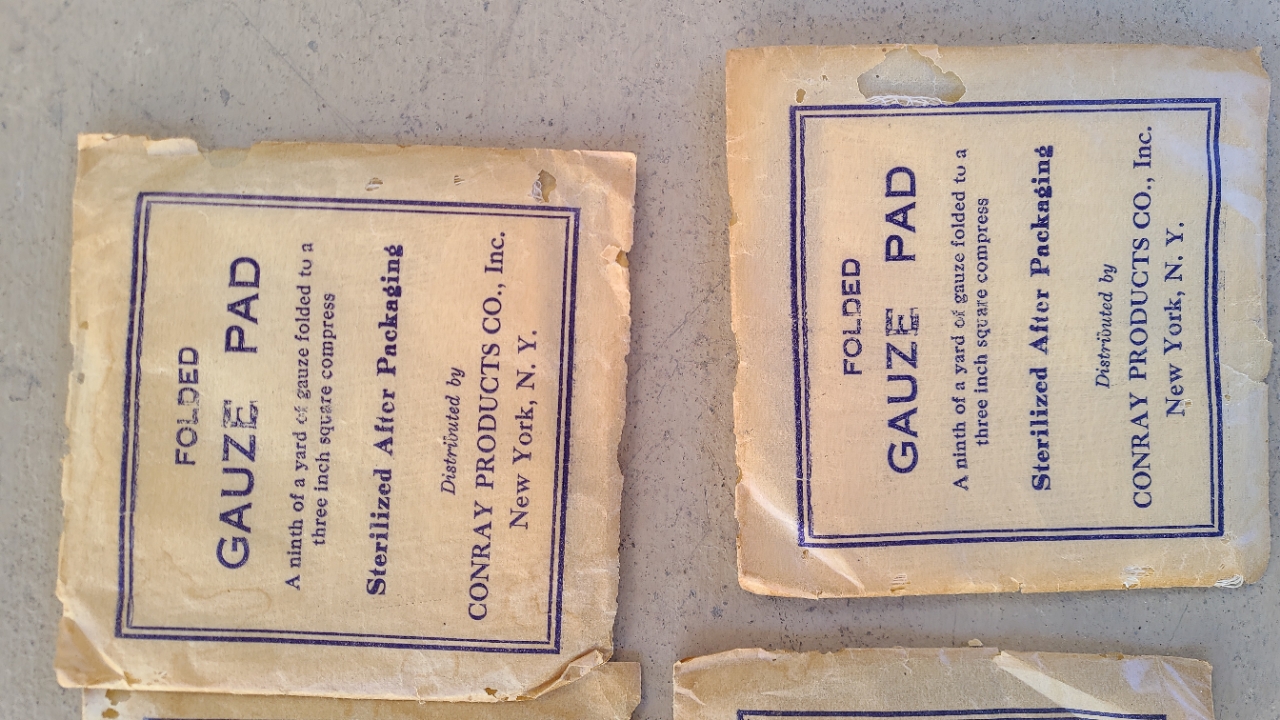 FOLDED
GAUZE PAD
A ninth of a yard of gauze folded to a
three inch square compress
Sterilized After Packaging
Distributed by
CONRAY PRODUCTS CO., Inc.
New York, N. Y.
FOLDED
GAUZE PAD
A ninth of a yard of gauze folded to a
three inch square compress
Sterilized After Packaging
Distributed by
CONRAY PRODUCTS CO., Inc.
New York, N. Y.